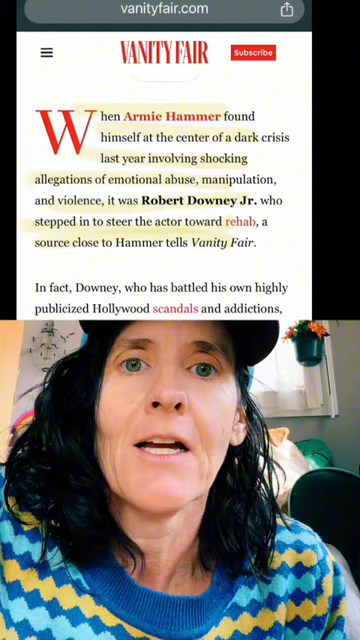 vanityfair.com
VANITY FAIR
Subscribe
When Armie Hammer found
himself at the center of a dark crisis
last year involving shocking
allegations of emotional abuse, manipulation,
and violence, it was Robert Downey Jr. who
stepped in to steer the actor toward rehab, a
source close to Hammer tells Vanity Fair.
In fact, Downey, who has battled his own highly
publicized Hollywood scandals and addictions,